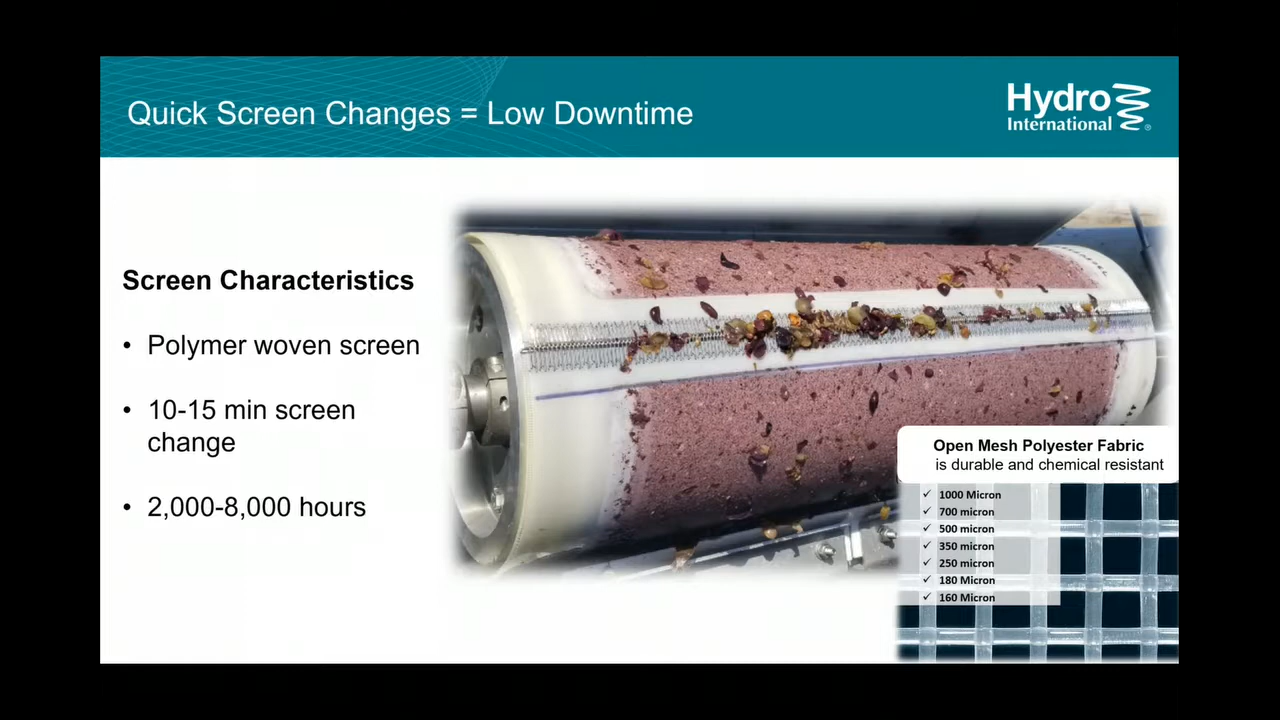 Quick Screen Changes = Low Downtime
Hydro
International
®
Screen Characteristics
• Polymer woven screen
• 10-15 min screen
change
• 2,000-8,000 hours
Open Mesh Polyester Fabric
is durable and chemical resistant
✓ 1000 Micron
✓ 700 micron
✓ 500 micron
✓ 350 micron
✓ 250 micron
✓ 180 Micron
✓ 160 Micron